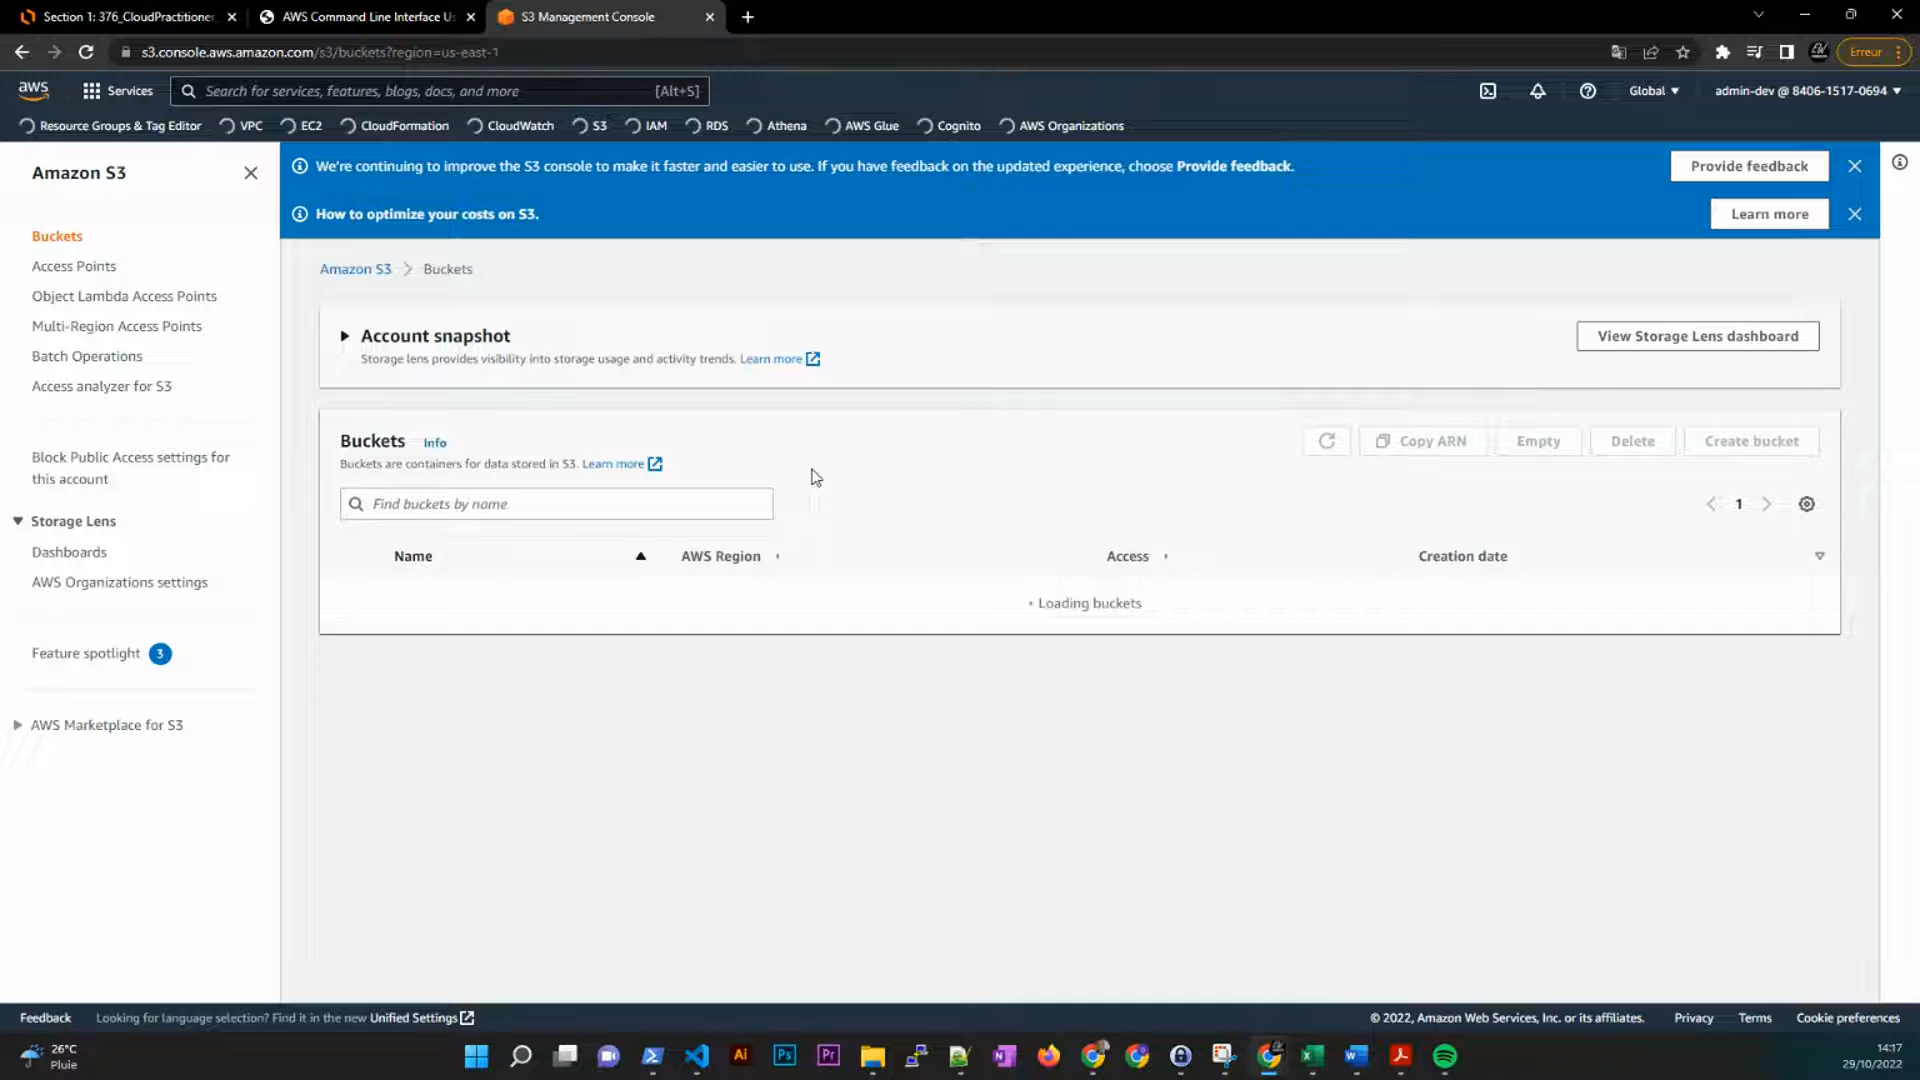 Section 1: 376_CloudPractitioner
AWS Command Line Interface Us
S3 Management Console
s3.console.aws.amazon.com/s3/buckets?region=us-east-1
Erreur
aws
Services
Search for services, features, blogs, docs, and more
[Alt+S]
Global
admin-dev @ 8406-1517-0694
Resource Groups & Tag Editor
VPC
EC2
CloudFormation
CloudWatch
S3
IAM
RDS
Athena
AWS Glue
Cognito
AWS Organizations
Amazon S3
Buckets
Access Points
Object Lambda Access Points
Multi-Region Access Points
Batch Operations
Access analyzer for S3
Block Public Access settings for
this account
Storage Lens
Dashboards
AWS Organizations settings
Feature spotlight 3
AWS Marketplace for S3
We're continuing to improve the S3 console to make it faster and easier to use. If you have feedback on the updated experience, choose Provide feedback.
Provide feedback
How to optimize your costs on S3.
Learn more
Amazon S3 > Buckets
Account snapshot
Storage lens provides visibility into storage usage and activity trends. Learn more
View Storage Lens dashboard
Buckets Info
Buckets are containers for data stored in S3. Learn more
Copy ARN
Empty
Delete
Create bucket
Find buckets by name
1
Name
AWS Region
Access
Creation date
Loading buckets
Feedback
Looking for language selection? Find it in the new Unified Settings
© 2022, Amazon Web Services, Inc. or its affiliates.
Privacy
Terms
Cookie preferences
26°C
Pluie
Ai
Ps
Pr
14:17
29/10/2022